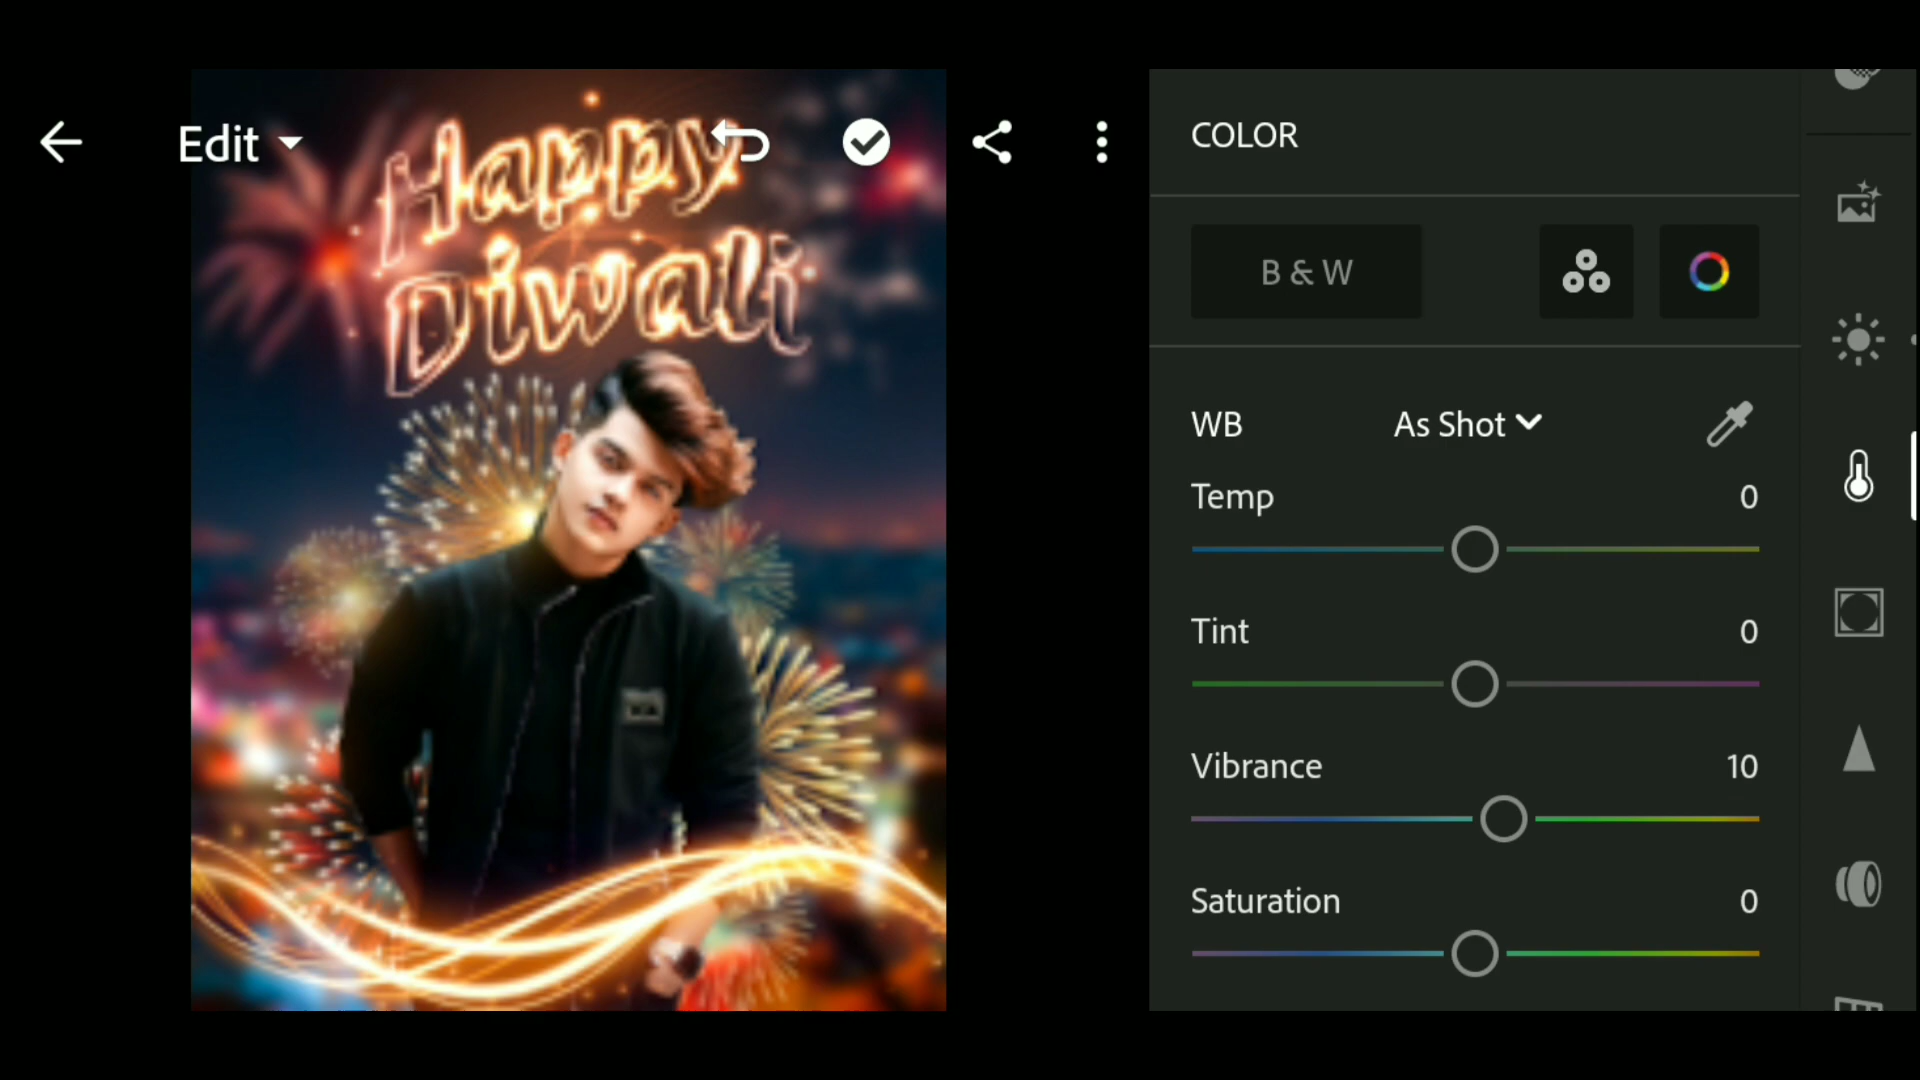 Edit
Happy
Diwali
COLOR
B & W
WB As Shot
Temp 0
Tint 0
Vibrance 10
Saturation 0